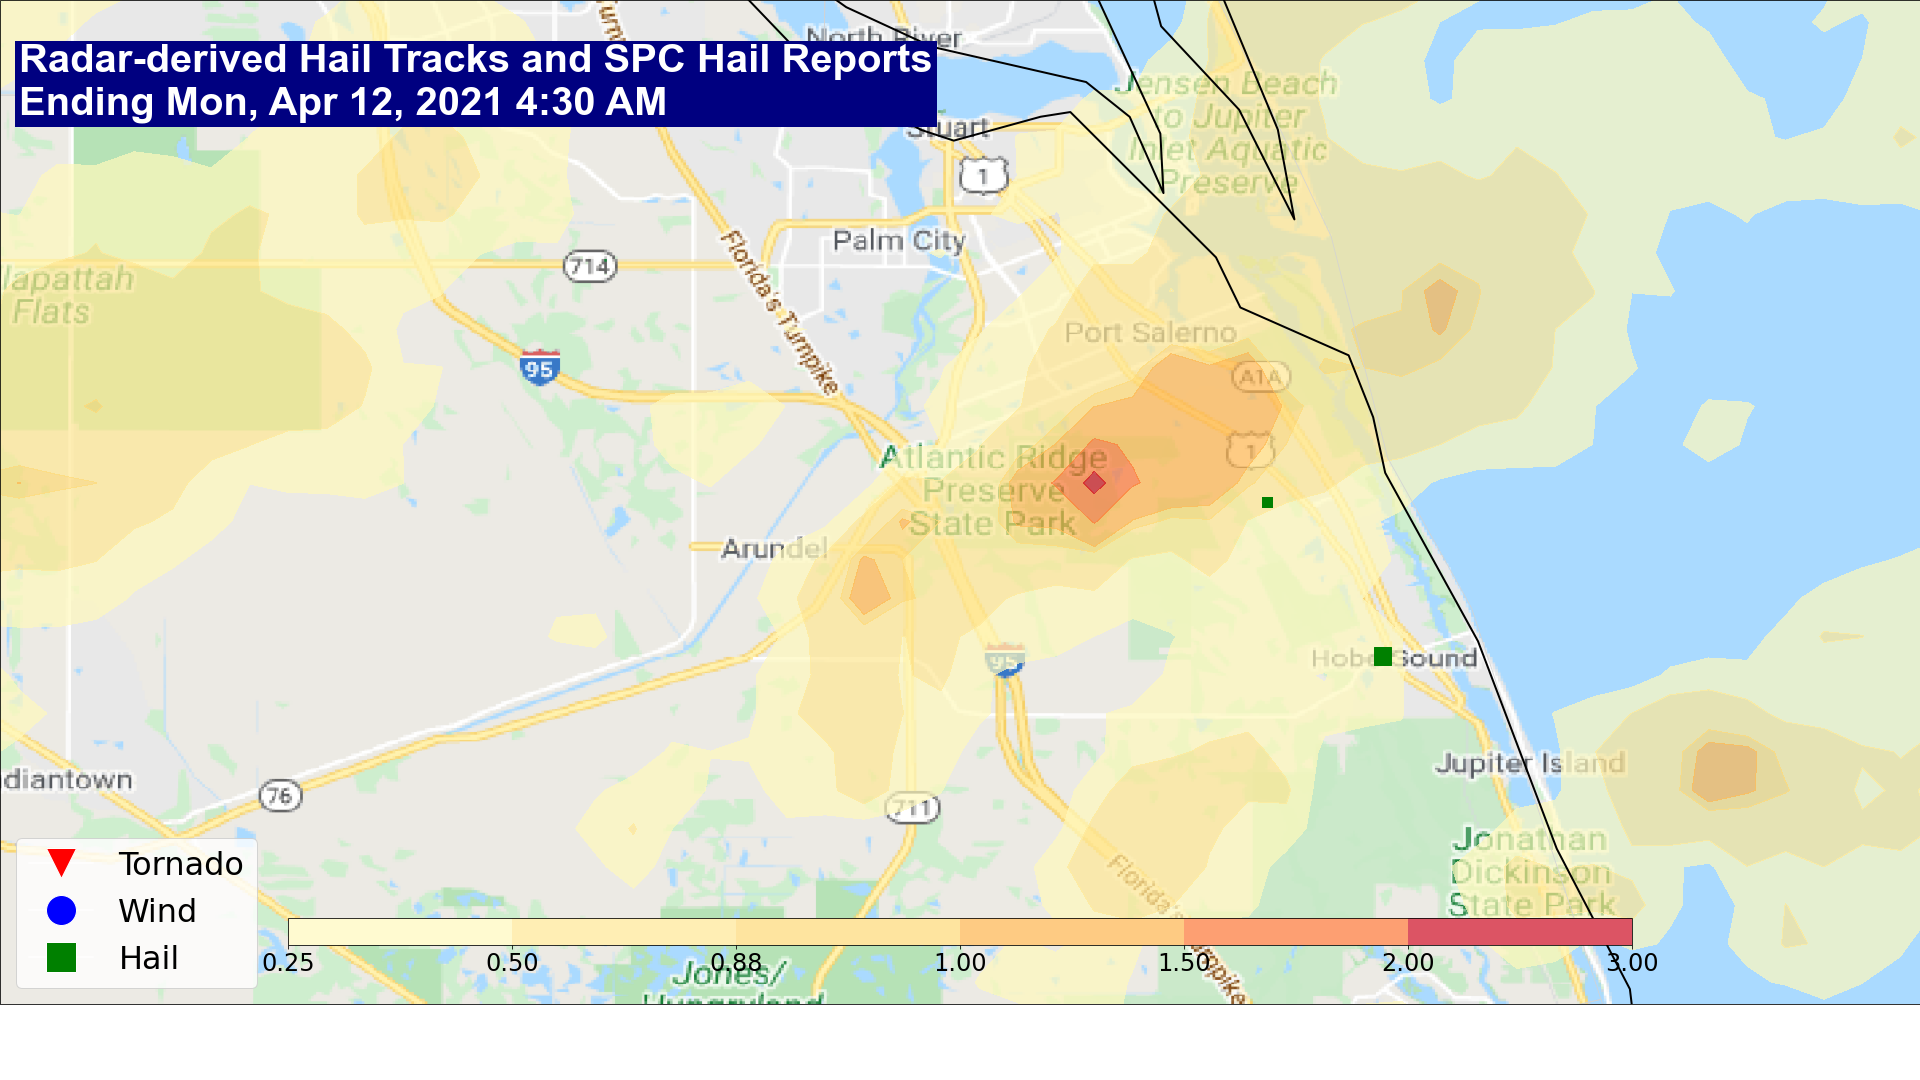 Turnpike
North River
Radar-derived Hail Tracks and SPC Hail Reports
Ending Mon, Apr 12, 2021 4:30 AM
Jensen Beach
to Jupiter
Inlet Aquatic
Preserve
Stuart
1
Palm City
714
Florida's Turnpike
lapattah
Flats
Port Salerno
95
A1A
1
Atlantic Ridge
Preserve
State Park
Arundel
95
Hobe Sound
Jupiter Island
diantown
76
711
Jonathan
Dickinson
State Park
Florida's
Turnpike
Tornado
Wind
Hail
0.25 0.50 0.88 1.00 1.50 2.00 3.00
Jones/
Hungryland